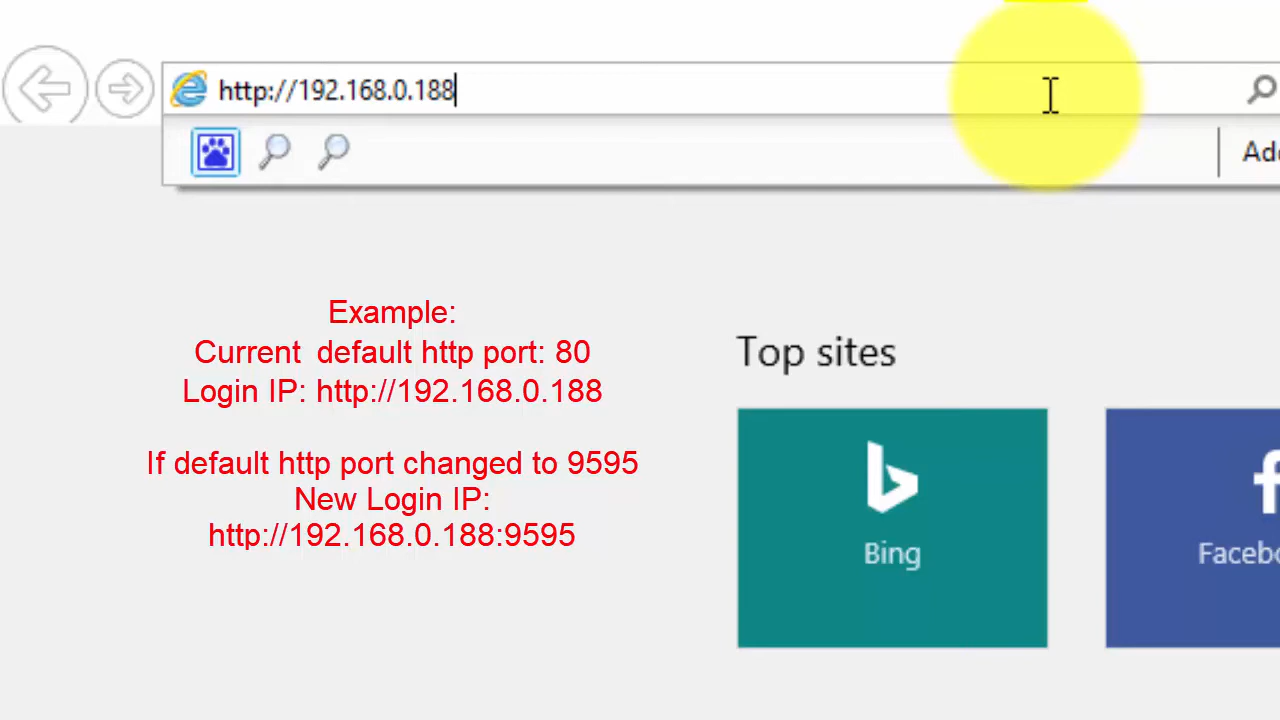 http://192.168.0.188
Example:
Current default http port: 80
Login IP: http://192.168.0.188
If default http port changed to 9595
New Login IP:
http://192.168.0.188:9595
Top sites
Bing